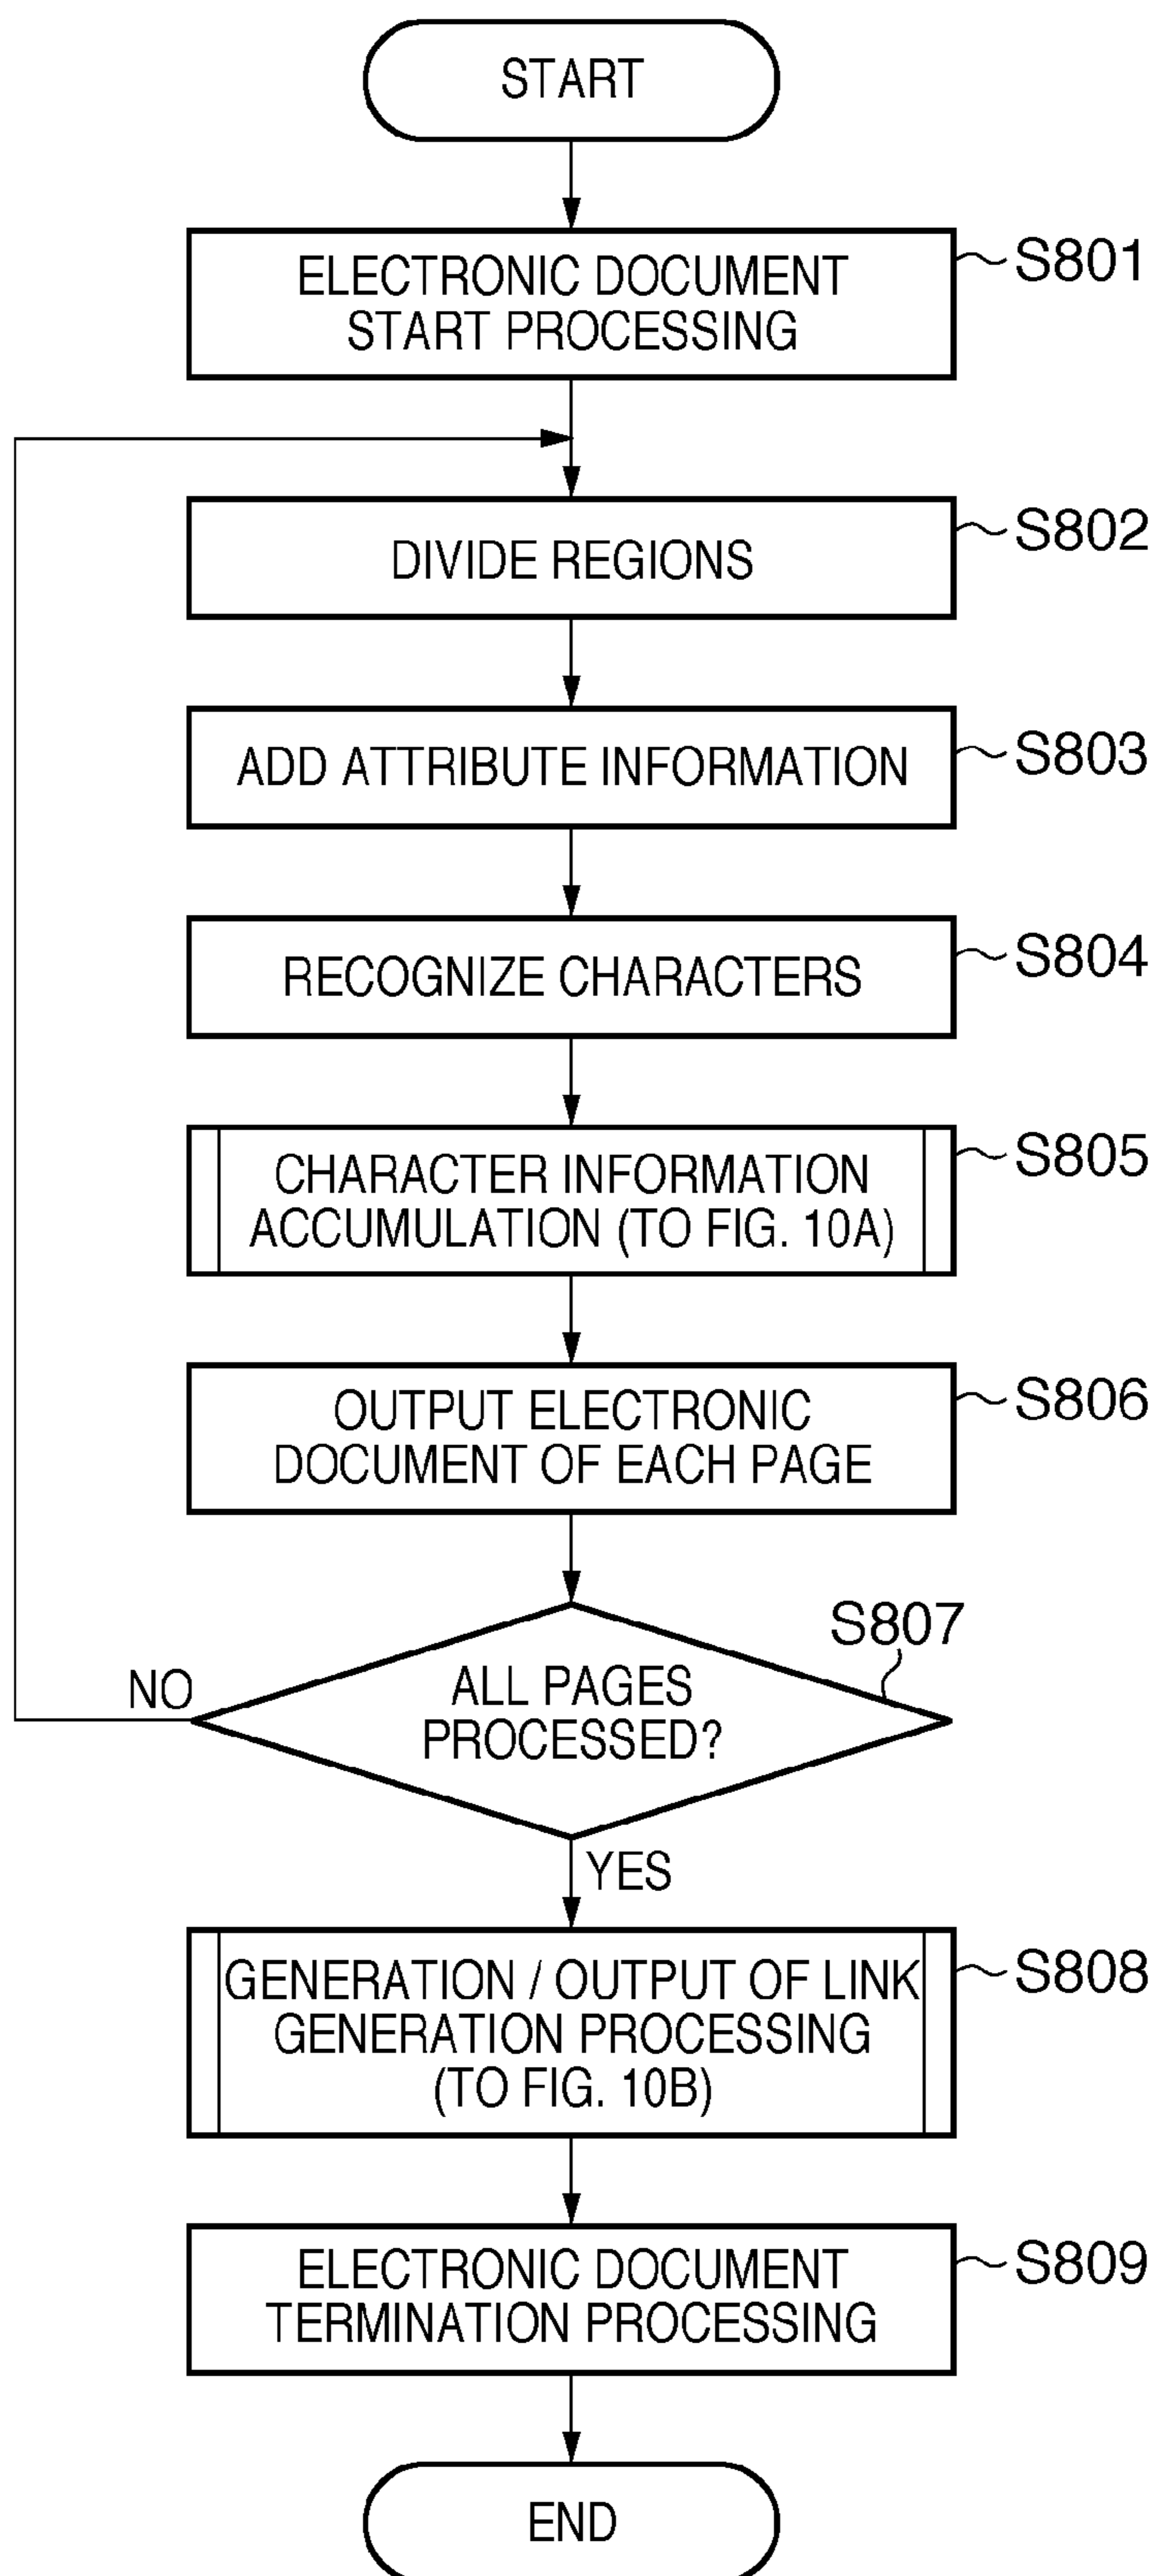 START
ELECTRONIC DOCUMENT
START PROCESSING
S801
DIVIDE REGIONS
S802
ADD ATTRIBUTE INFORMATION
S803
RECOGNIZE CHARACTERS
S804
CHARACTER INFORMATION
ACCUMULATION (TO FIG. 10A)
S805
OUTPUT ELECTRONIC
DOCUMENT OF EACH PAGE
S806
S807
ALL PAGES
PROCESSED?
NO
YES
GENERATION / OUTPUT OF LINK
GENERATION PROCESSING
(TO FIG. 10B)
S808
ELECTRONIC DOCUMENT
TERMINATION PROCESSING
S809
END